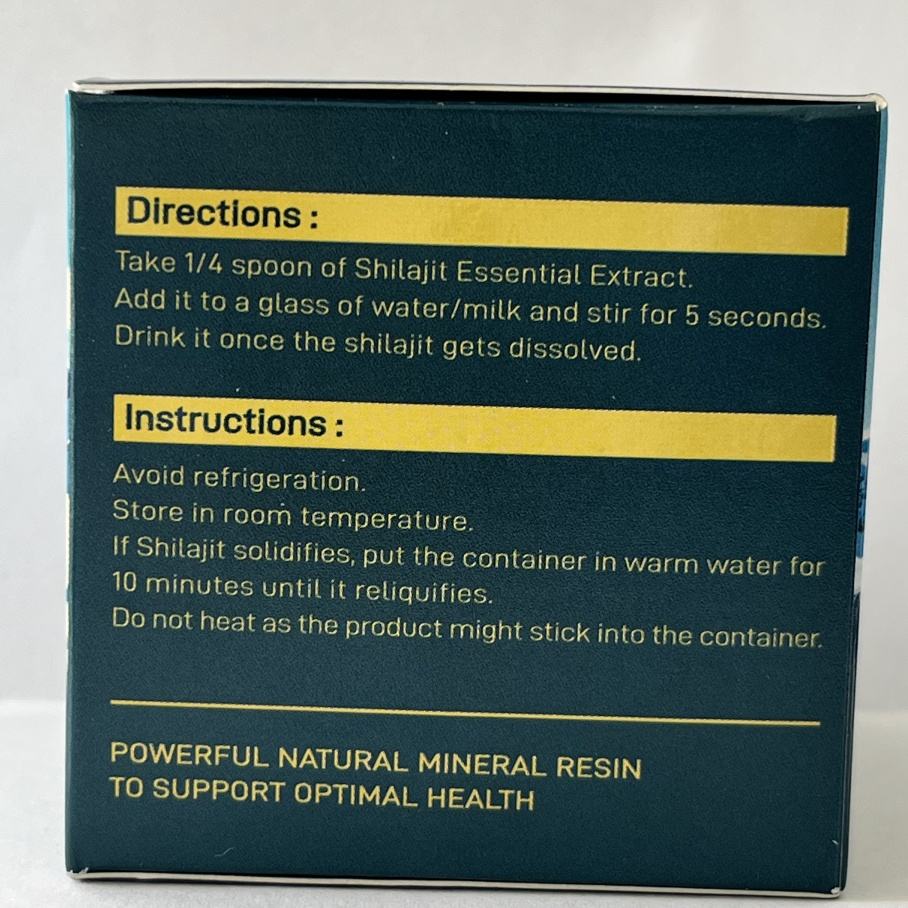 Directions :
Take 1/4 spoon of Shilajit Essential Extract.
Add it to a glass of water/milk and stir for 5 seconds.
Drink it once the shilajit gets dissolved.
Instructions :
Avoid refrigeration.
Store in room temperature.
If Shilajit solidifies, put the container in warm water for
10 minutes until it reliquifies.
Do not heat as the product might stick into the container.
POWERFUL NATURAL MINERAL RESIN
TO SUPPORT OPTIMAL HEALTH